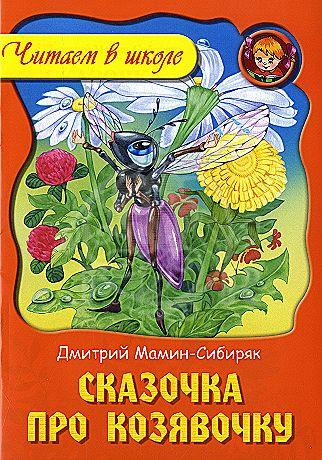 Читаем в школе
Дмитрий Мамин-Сибиряк
СКАЗОЧКА
ПРО КОЗЯВОЧКУ